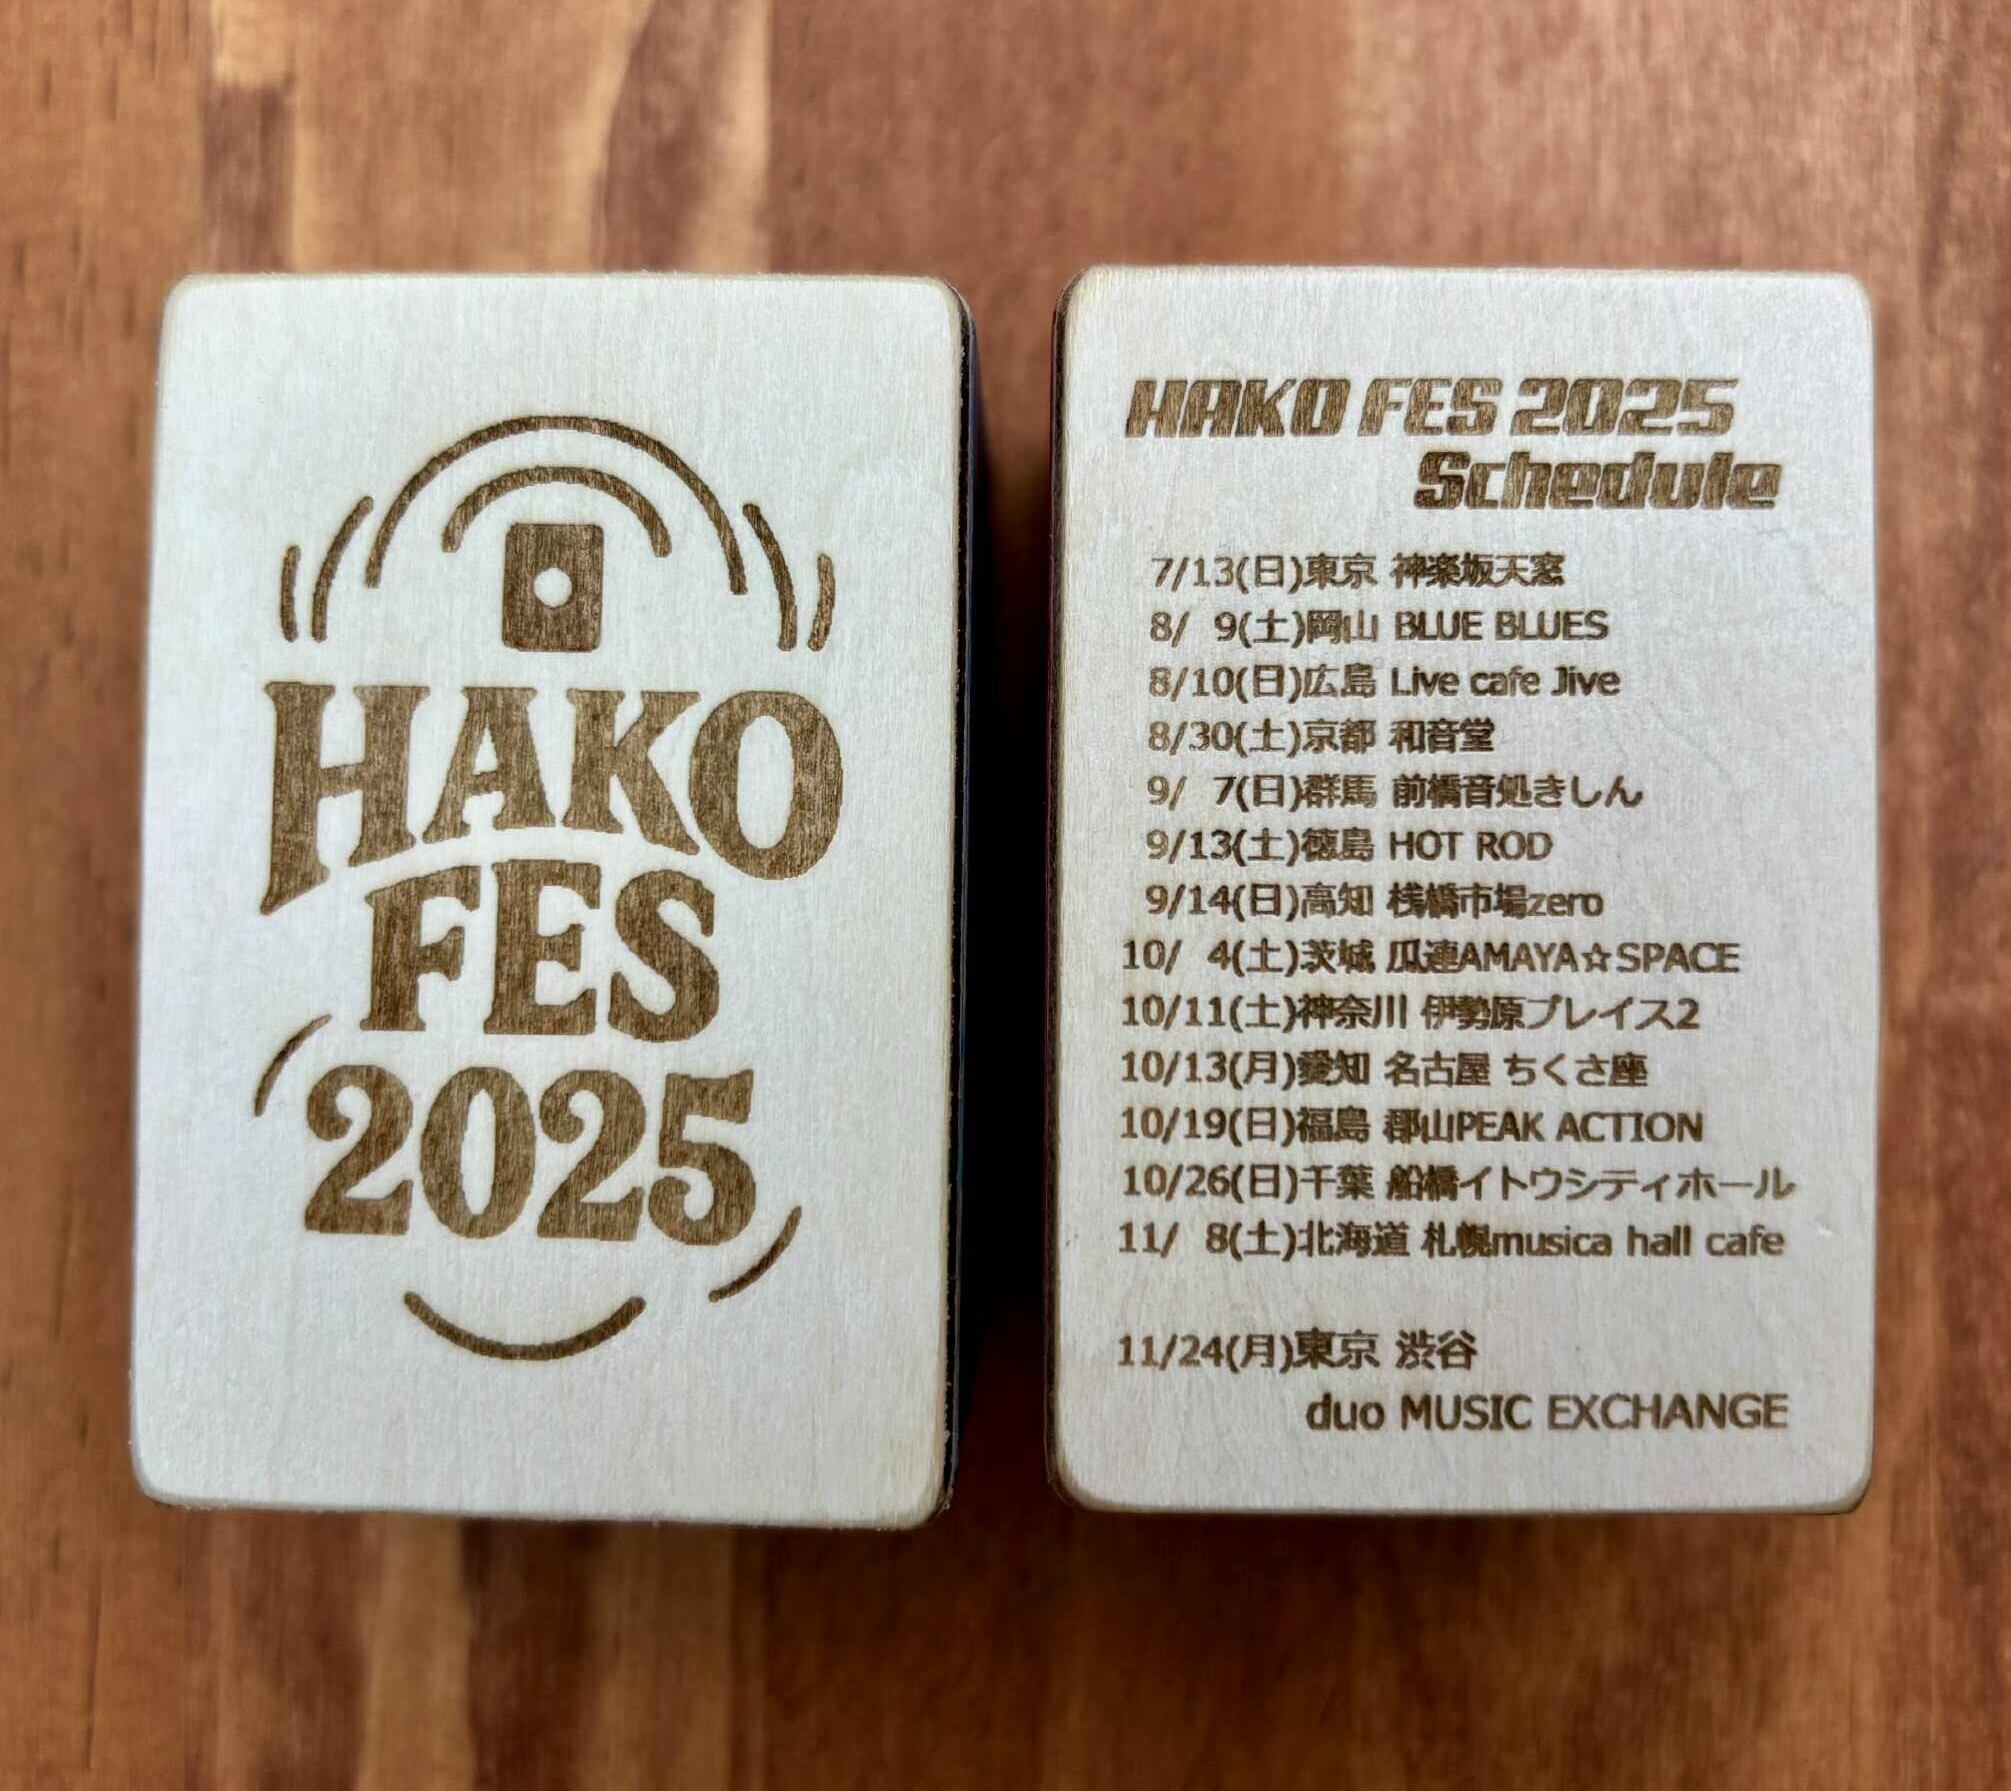 HAKO
FES
2025
HAKO FES 2025
Schedule
7/13(日)東京 神楽坂天窓
8/ 9(土)岡山 BLUE BLUES
8/10(日)広島 Live cafe Jive
8/30(土)京都 和音堂
9/ 7(日)群馬 前橋音処きしん
9/13(土)徳島 HOT ROD
9/14(日)高知 桟橋市場zero
10/ 4(土)茨城 瓜連AMAYA☆SPACE
10/11(土)神奈川 伊勢原プレイス2
10/13(月)愛知 名古屋 ちくさ座
10/19(日)福島 郡山PEAK ACTION
10/26(日)千葉 船橋イトウシティホール
11/ 8(土)北海道 札幌musica hall cafe
11/24(月)東京 渋谷
duo MUSIC EXCHANGE